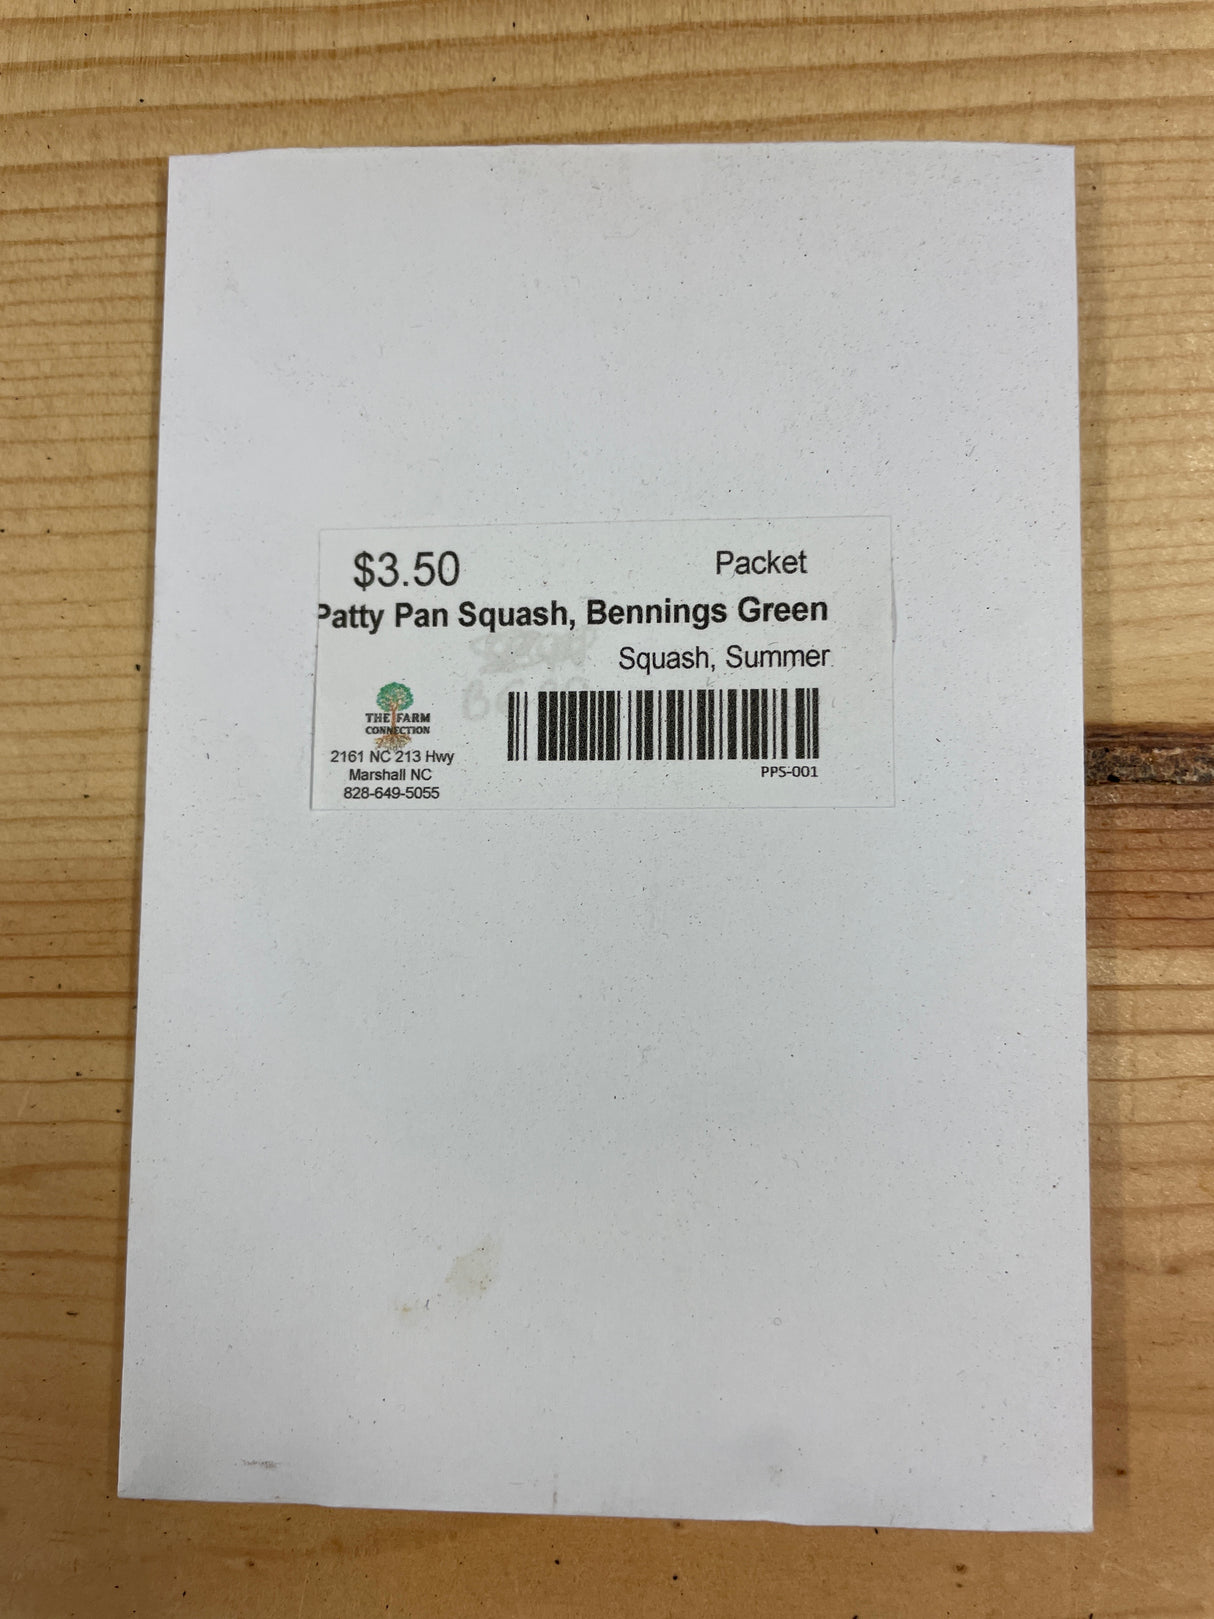 $3.50 Packet
Patty Pan Squash, Bennings Green
Squash, Summer
THE FARM
CONNECTION
2161 NC 213 Hwy
Marshall NC
828-649-5055
PPS-001